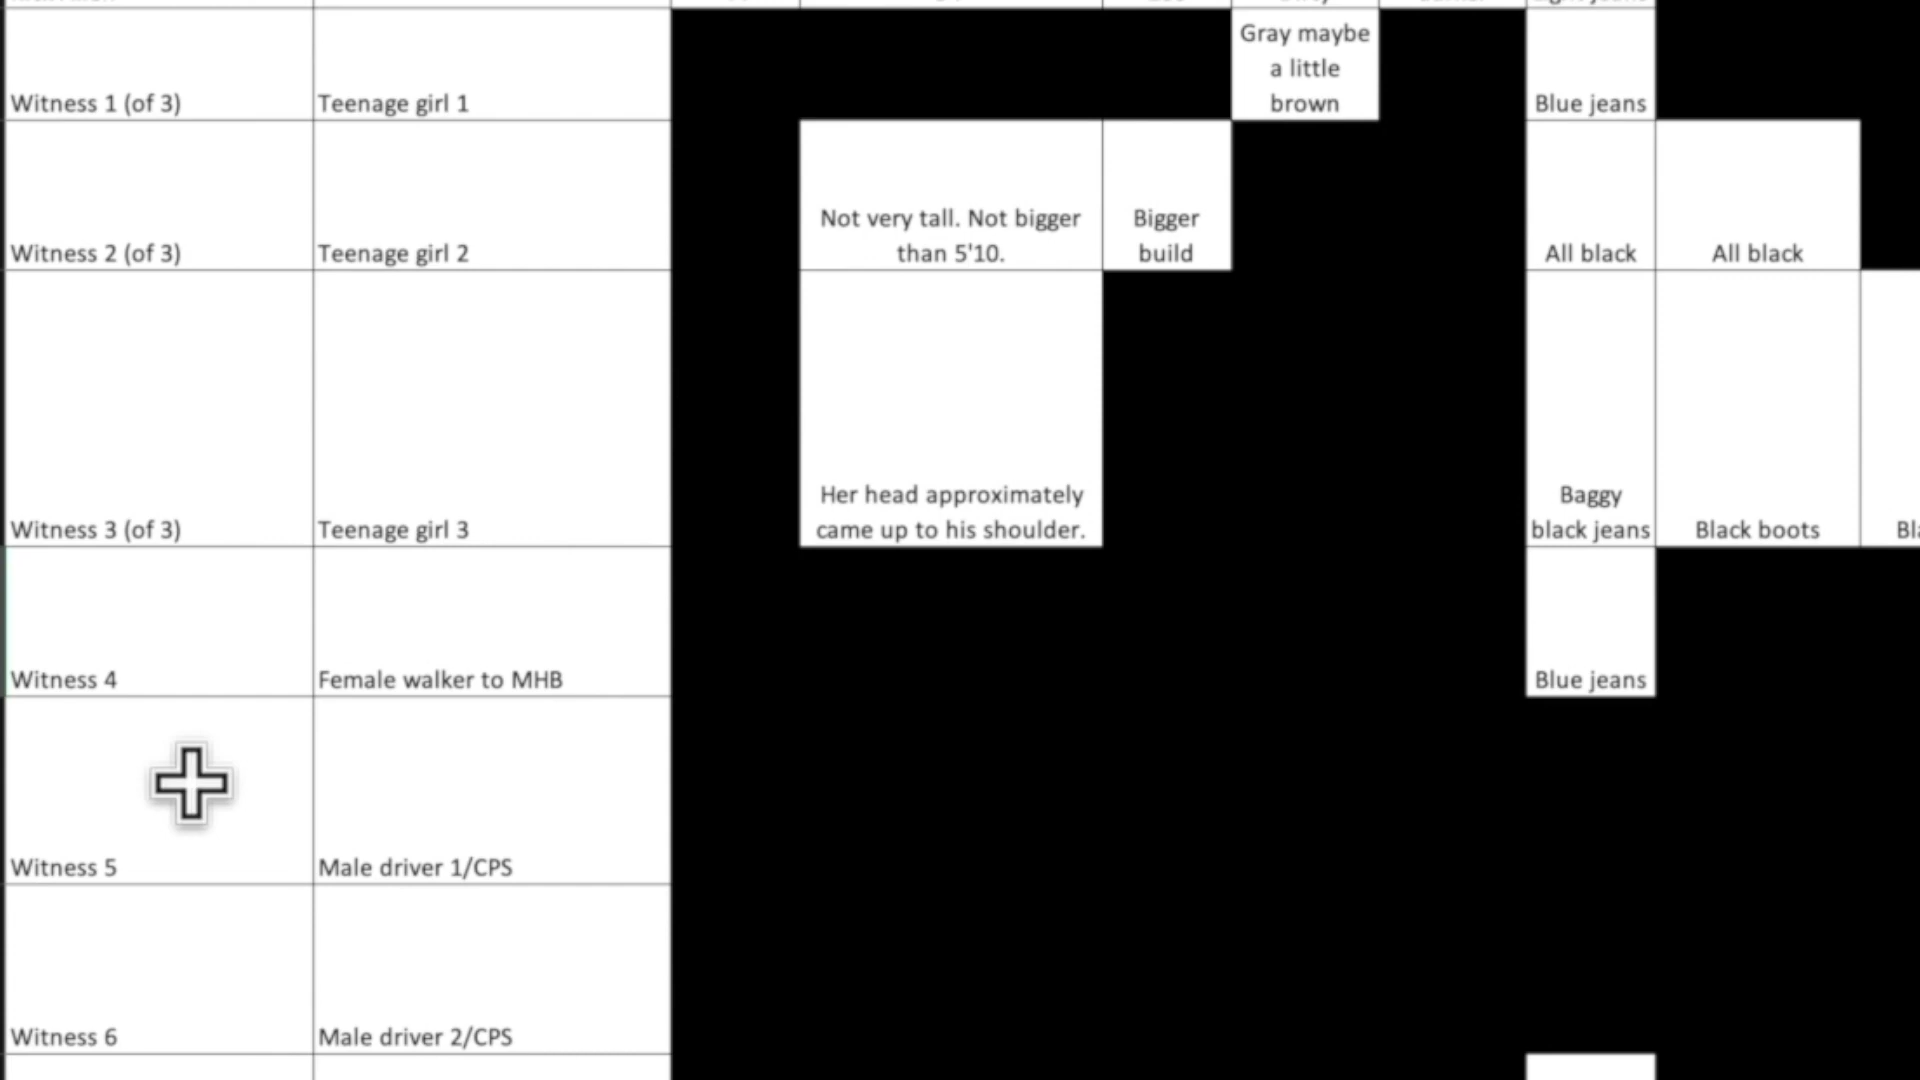 Gray maybe
a little
brown
Witness 1 (of 3)
Teenage girl 1
Blue jeans
Not very tall. Not bigger
than 5'10.
Bigger
build
Witness 2 (of 3)
Teenage girl 2
All black
All black
Her head approximately
came up to his shoulder.
Baggy
black jeans
Witness 3 (of 3)
Teenage girl 3
Black boots
Witness 4
Female walker to MHB
Blue jeans
Witness 5
Male driver 1/CPS
Witness 6
Male driver 2/CPS